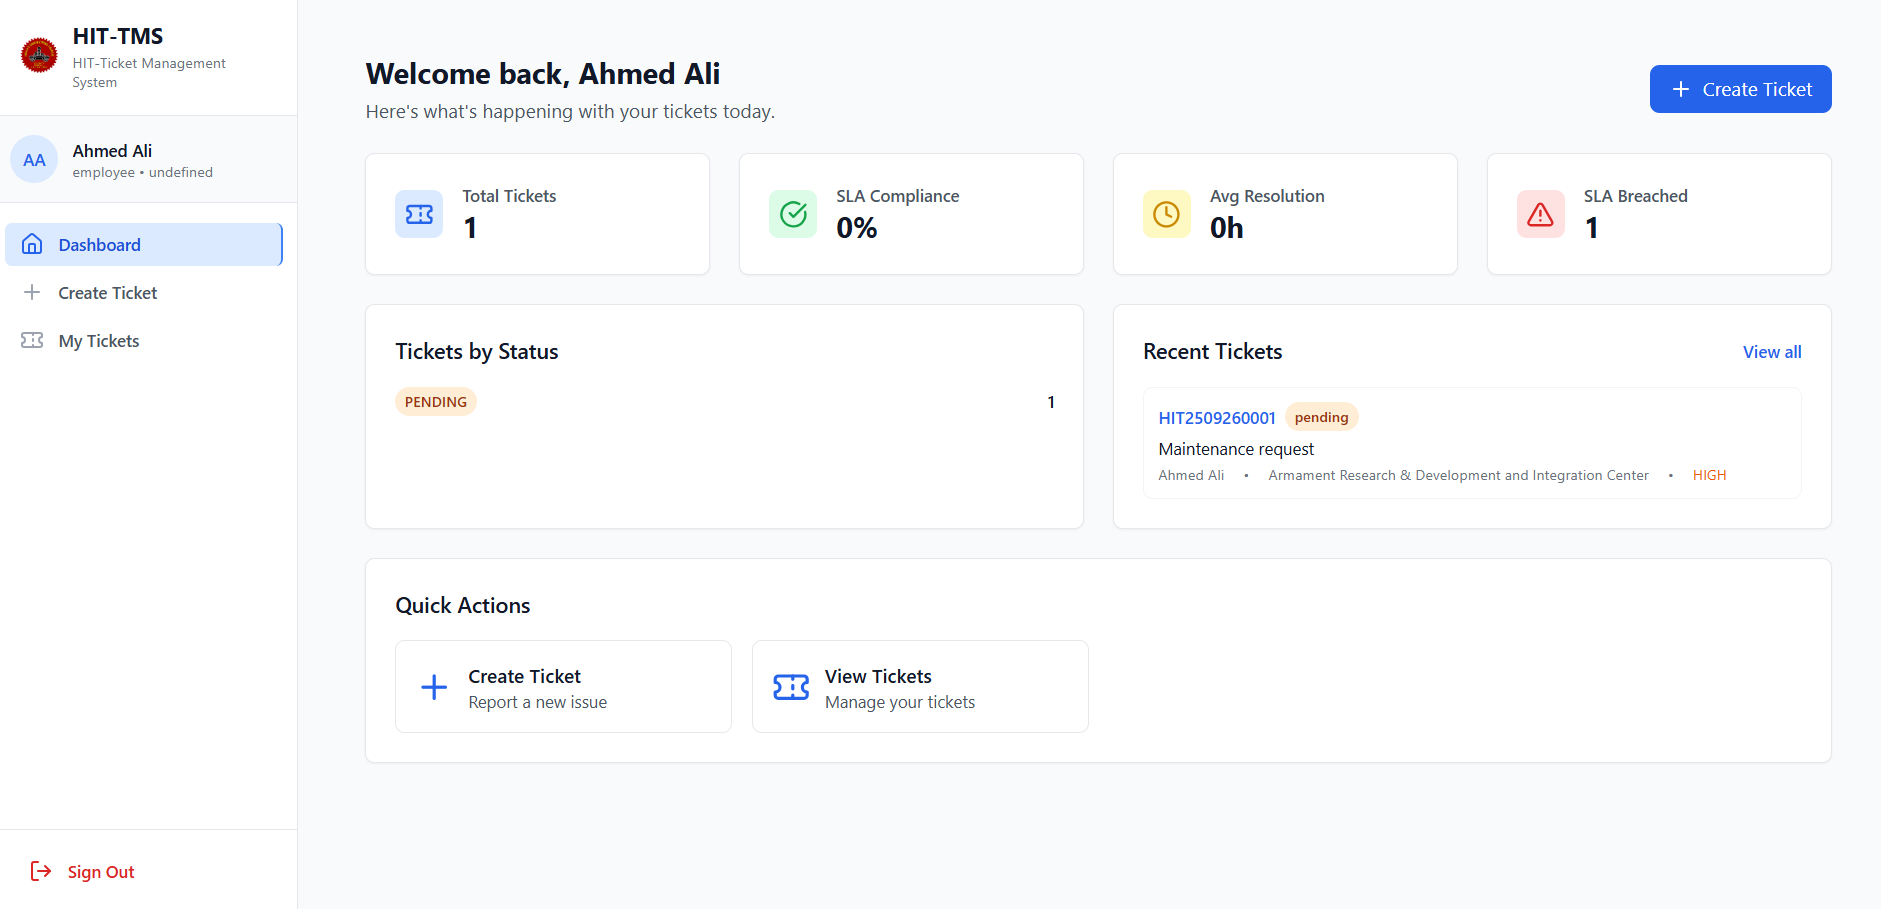 HIT-TMS
HIT-Ticket Management
System
AA
Ahmed Ali
employee • undefined
Dashboard
Create Ticket
My Tickets
Sign Out
Welcome back, Ahmed Ali
Here's what's happening with your tickets today.
Create Ticket
Total Tickets
1
SLA Compliance
0%
Avg Resolution
0h
SLA Breached
1
Tickets by Status
PENDING 1
Recent Tickets
View all
HIT2509260001 pending
Maintenance request
Ahmed Ali • Armament Research & Development and Integration Center • HIGH
Quick Actions
Create Ticket
Report a new issue
View Tickets
Manage your tickets